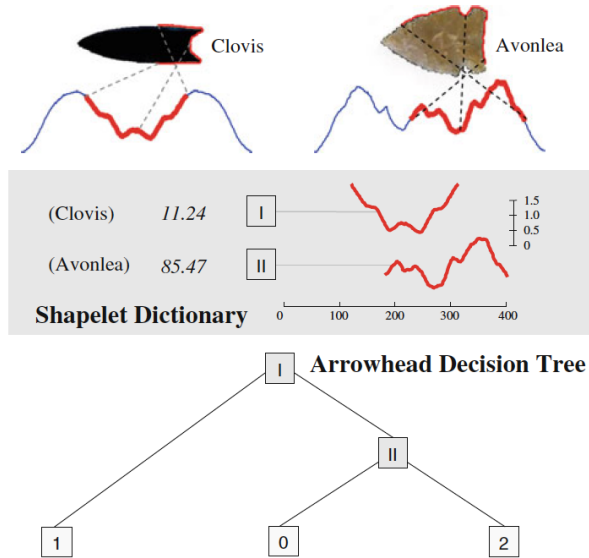 Clovis
Avonlea
(Clovis) 11.24 I
(Avonlea) 85.47 II
1.5
1.0
0.5
0
Shapelet Dictionary
0 100 200 300 400
I Arrowhead Decision Tree
II
1 0 2